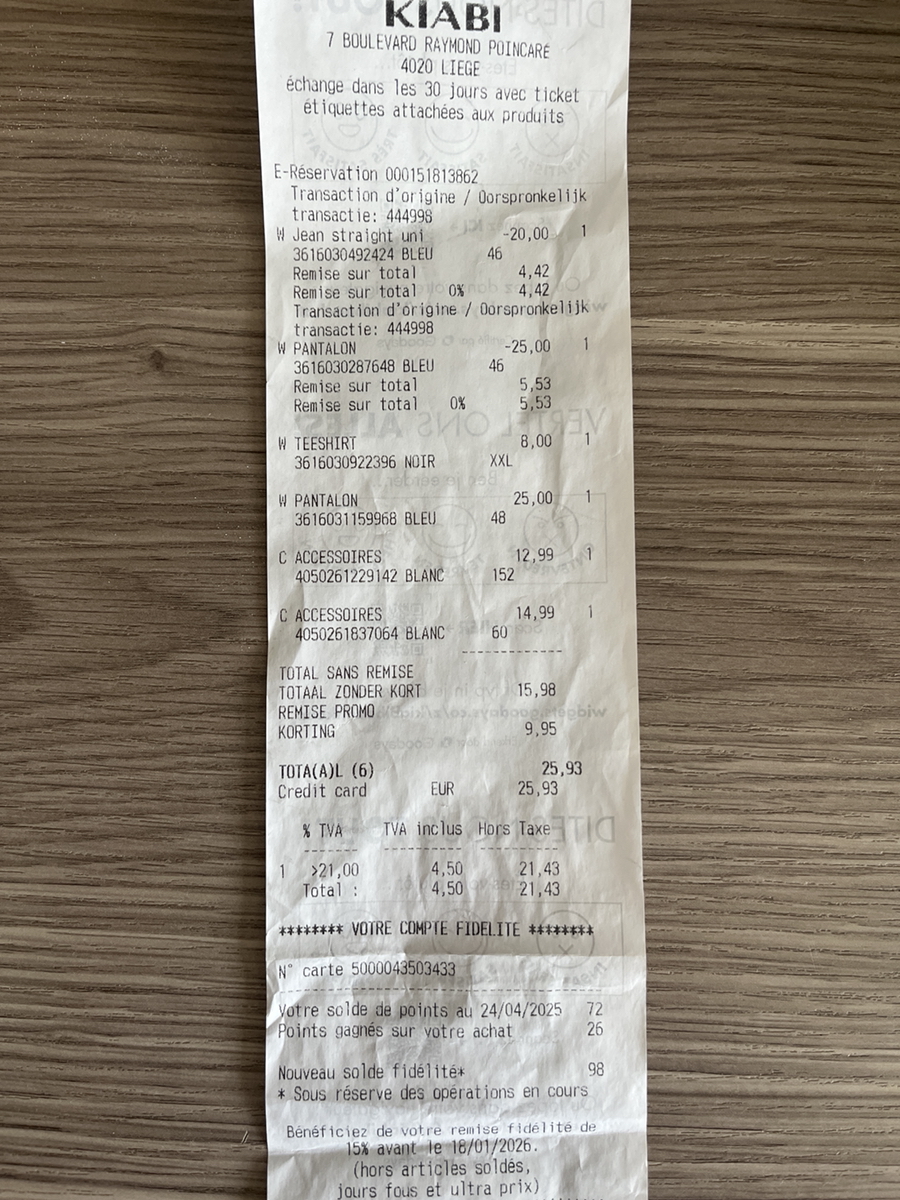 KIABI
7 BOULEVARD RAYMOND POINCARÉ
4020 LIEGE
échange dans les 30 jours avec ticket
étiquettes attachées aux produits
E-Réservation 000151813862
Transaction d'origine / Oorspronkelijk
transactie: 444998
W Jean straight uni -20,00 1
3616030492424 BLEU 46
Remise sur total 4,42
Remise sur total 0% 4,42
Transaction d'origine / Oorspronkelijk
transactie: 444998
W PANTALON -25,00 1
3616030287648 BLEU 46
Remise sur total 5,53
Remise sur total 0% 5,53
W TEESHIRT 8,00 1
3616030922396 NOIR XXL
W PANTALON 25,00 1
3616031159968 BLEU 48
C ACCESSOIRES 12,99 1
4050261229142 BLANC 152
C ACCESSOIRES 14,99 1
4050261837064 BLANC 60
------------
TOTAL SANS REMISE
TOTAAL ZONDER KORT 15,98
REMISE PROMO
KORTING 9,95
TOTA(A)L (6) 25,93
Credit card EUR 25,93
% TVA TVA inclus Hors Taxe
1 >21,00 4,50 21,43
Total : 4,50 21,43
******** VOTRE COMPTE FIDELITE ********
N° carte 5000043503433
Votre solde de points au 24/04/2025 72
Points gagnés sur votre achat 26
Nouveau solde fidélité* 98
* Sous réserve des opérations en cours
Bénéficiez de votre remise fidélité de
15% avant le 18/01/2026.
(hors articles soldés,
jours fous et ultra prix)